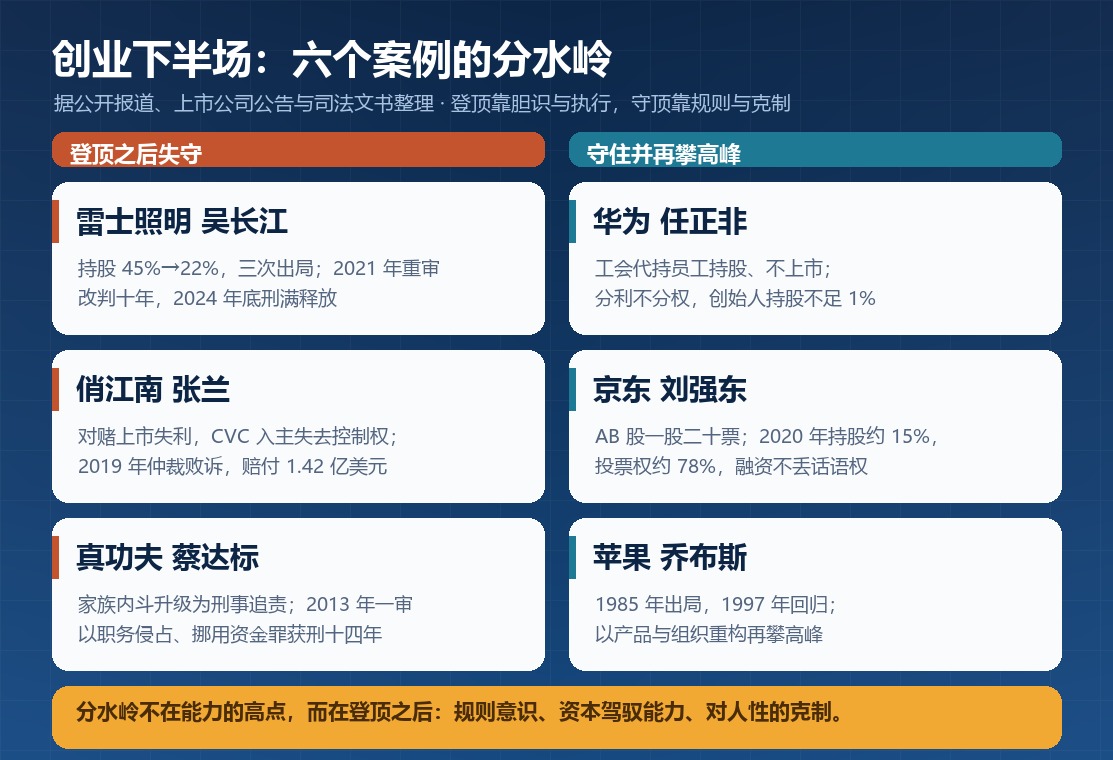 创业下半场：六个案例的分水岭
据公开报道、上市公司公告与司法文书整理 · 登顶靠胆识与执行，守顶靠规则与克制
登顶之后失守
雷士照明 吴长江
持股 45%→22%，三次出局；2021 年重审
改判十年，2024 年底刑满释放
俏江南 张兰
对赌上市失利，CVC 入主失去控制权；
2019 年仲裁败诉，赔付 1.42 亿美元
真功夫 蔡达标
家族内斗升级为刑事追责；2013 年一审
以职务侵占、挪用资金罪获刑十四年
守住并再攀高峰
华为 任正非
工会代持员工持股、不上市；
分利不分权，创始人持股不足 1%
京东 刘强东
AB 股一股二十票；2020 年持股约 15%，
投票权约 78%，融资不丢话语权
苹果 乔布斯
1985 年出局，1997 年回归；
以产品与组织重构再攀高峰
分水岭不在能力的高点，而在登顶之后：规则意识、资本驾驭能力、对人性的克制。